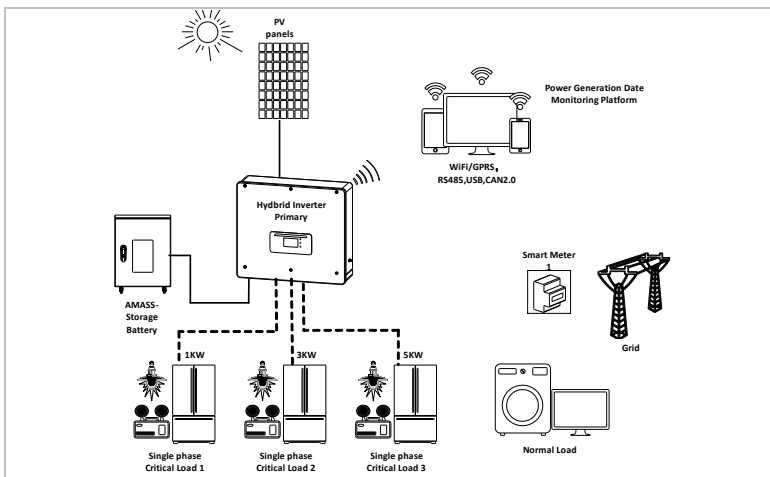 PV
panels
Power Generation Date
Monitoring Platform
WiFi/GPRS,
RS485,USB,CAN2.0
Hydbrid Inverter
Primary
Smart Meter
1
AMASS-
Storage
Battery
Grid
1KW
3KW
5KW
Single phase
Critical Load 1
Single phase
Critical Load 2
Single phase
Critical Load 3
Normal Load